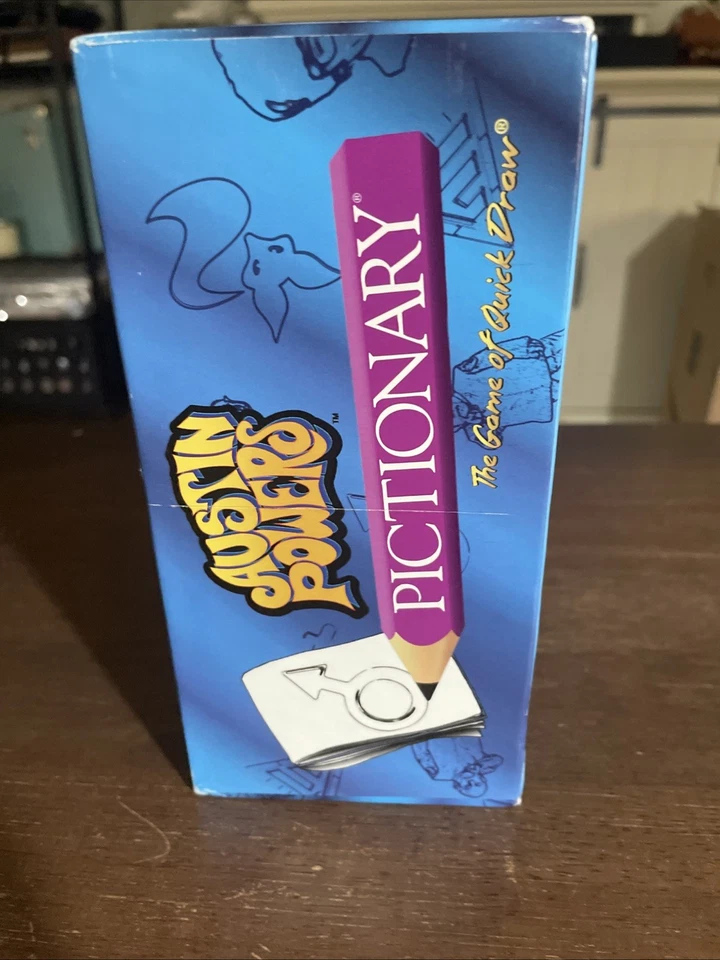 AUSTIN
POWERS™
PICTIONARY®
The Game of Quick Draw®